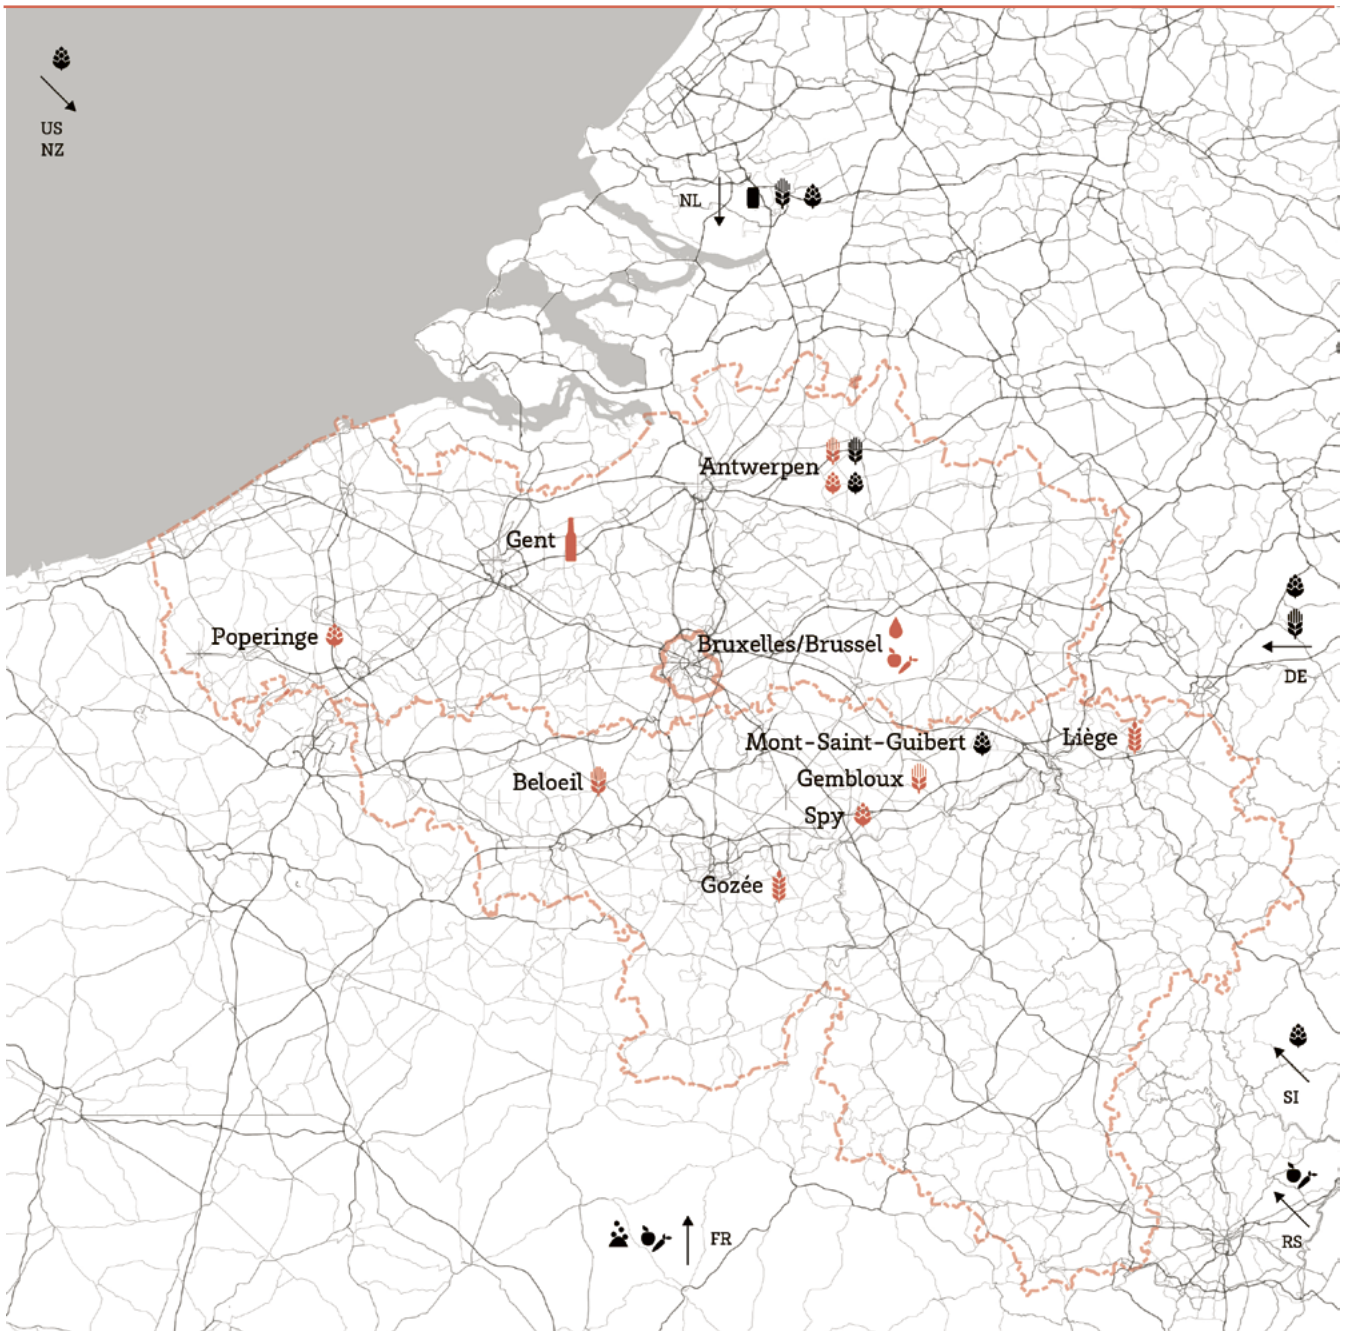 US
NZ
NL
Antwerpen
Gent
Poperinge
Bruxelles/Brussel
DE
Mont-Saint-Guibert
Liège
Gembloux
Beloeil
Spy
Gozée
SI
FR
RS